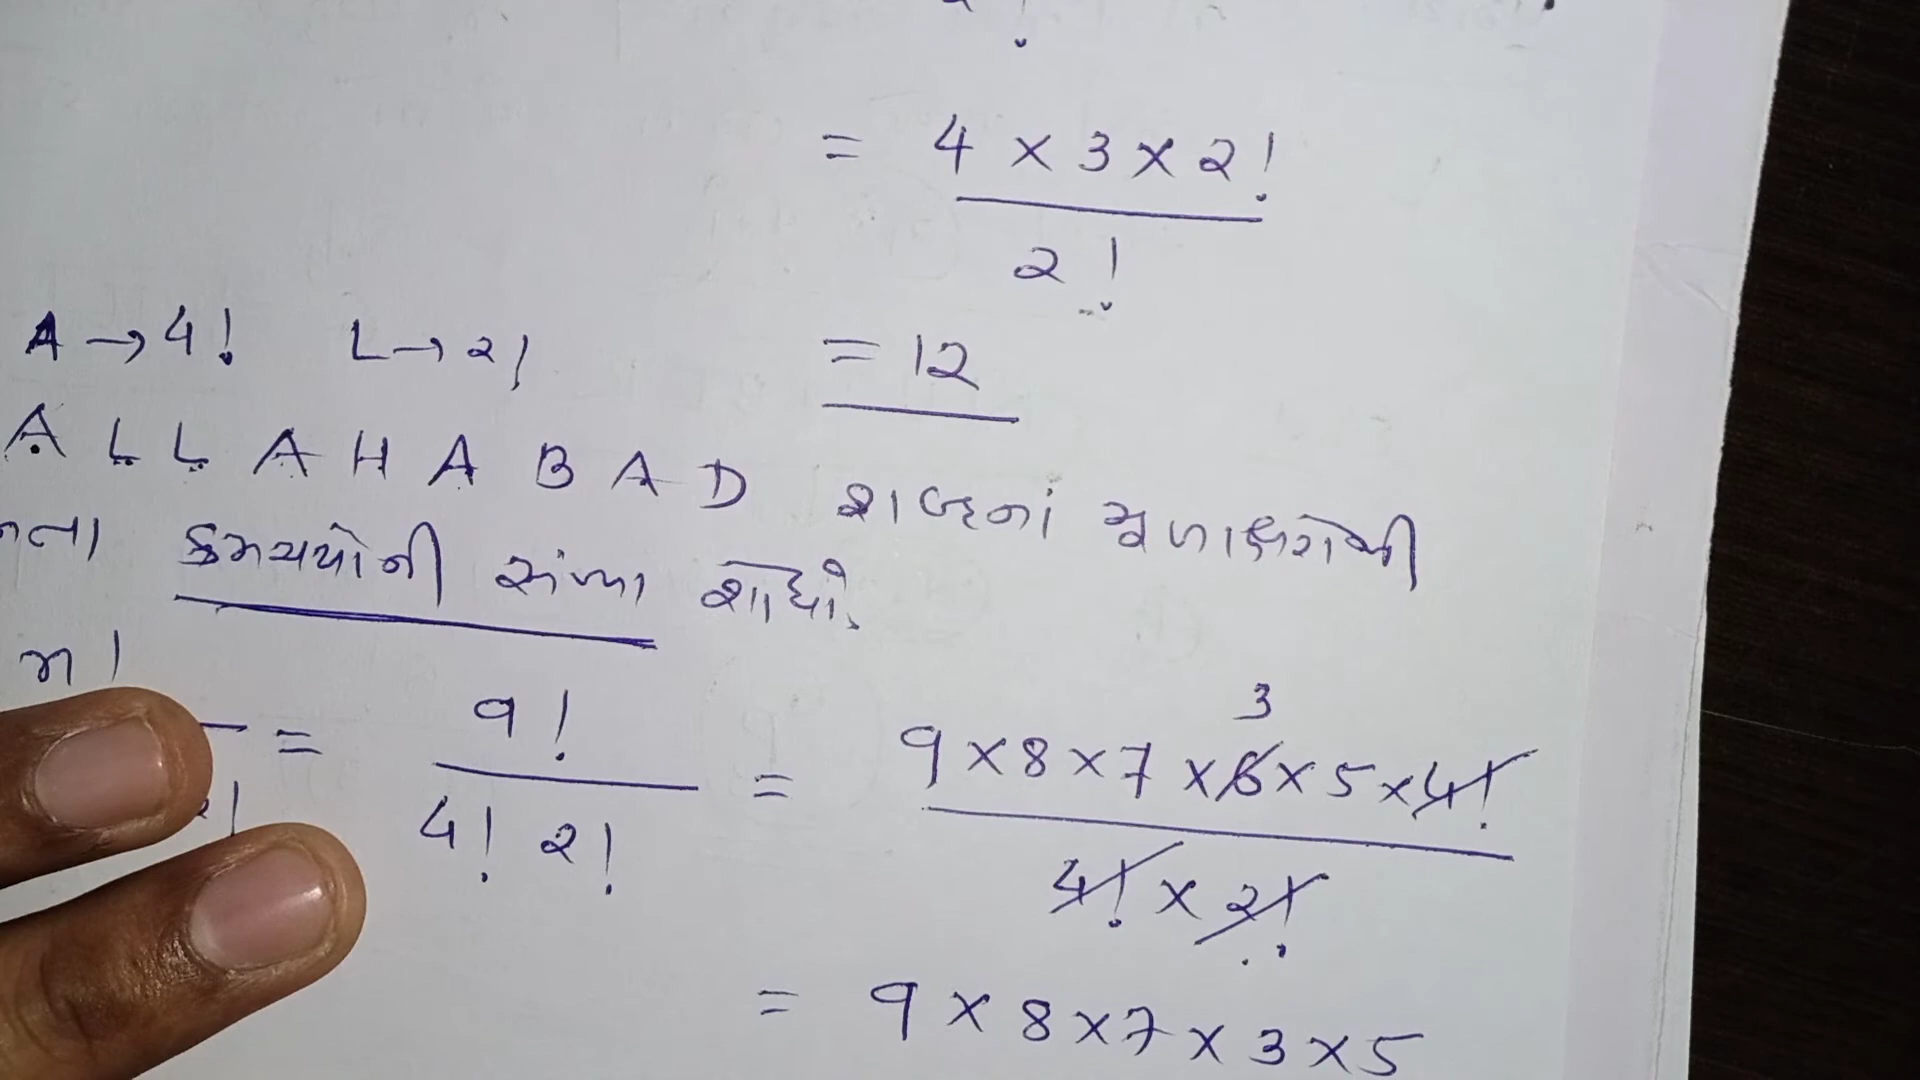 = 4 × 3 × 2!
2!
A → 4! L → 2!
= 12
A L L A H A B A D શબ્દનાં મૂળાક્ષરોથી
ક્રમચયોની સંખ્યા શોધો.
n!
= 9! = 9 × 8 × 7 × 6 × 5 × 4!
3
4! 2! 4! × 2!
= 9 × 8 × 7 × 3 × 5